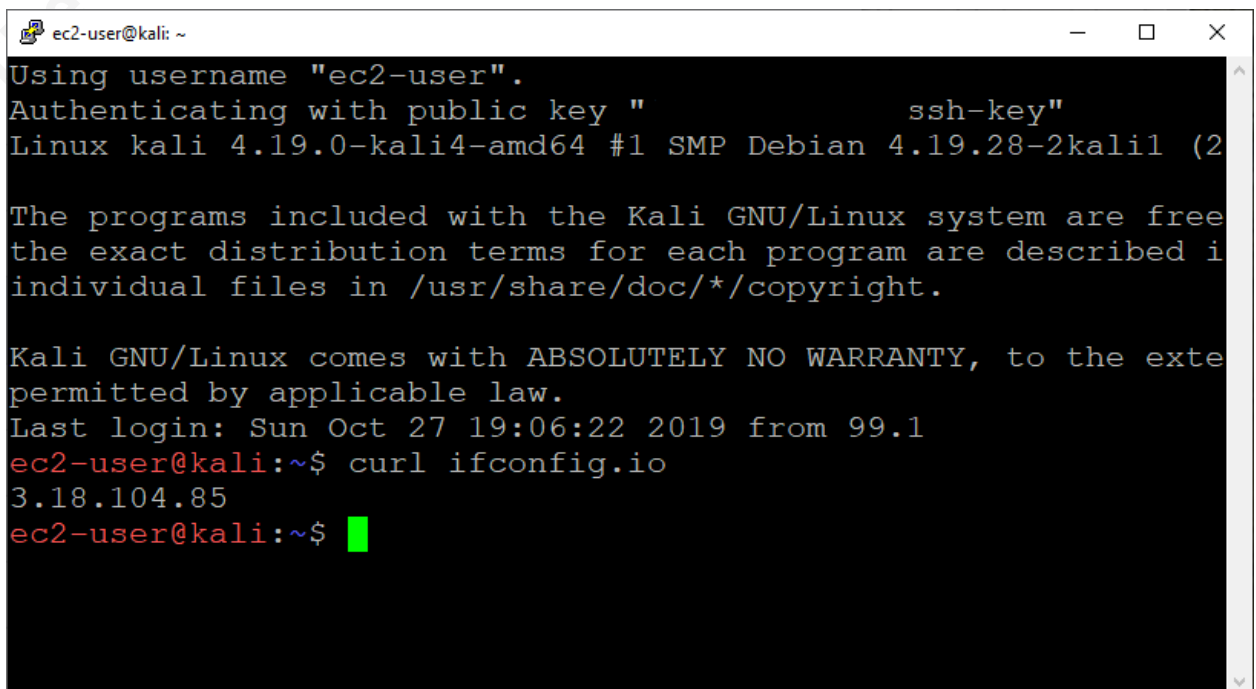 ec2-user@kali: ~
Using username "ec2-user".
Authenticating with public key " ssh-key"
Linux kali 4.19.0-kali4-amd64 #1 SMP Debian 4.19.28-2kali1 (2
The programs included with the Kali GNU/Linux system are free
the exact distribution terms for each program are described i
individual files in /usr/share/doc/*/copyright.
Kali GNU/Linux comes with ABSOLUTELY NO WARRANTY, to the exte
permitted by applicable law.
Last login: Sun Oct 27 19:06:22 2019 from 99.1
ec2-user@kali:~$ curl ifconfig.io
3.18.104.85
ec2-user@kali:~$